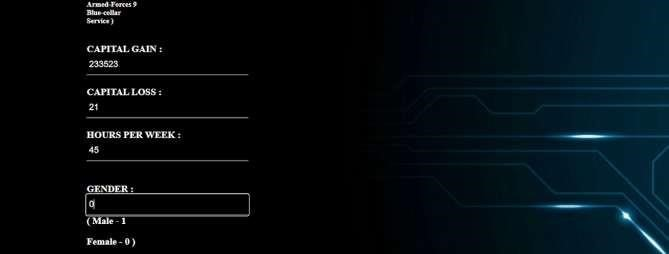 Armed-Forces 9
Blue-collar
Service )
CAPITAL GAIN :
233523
CAPITAL LOSS :
21
HOURS PER WEEK :
45
GENDER :
0
( Male - 1
Female - 0 )